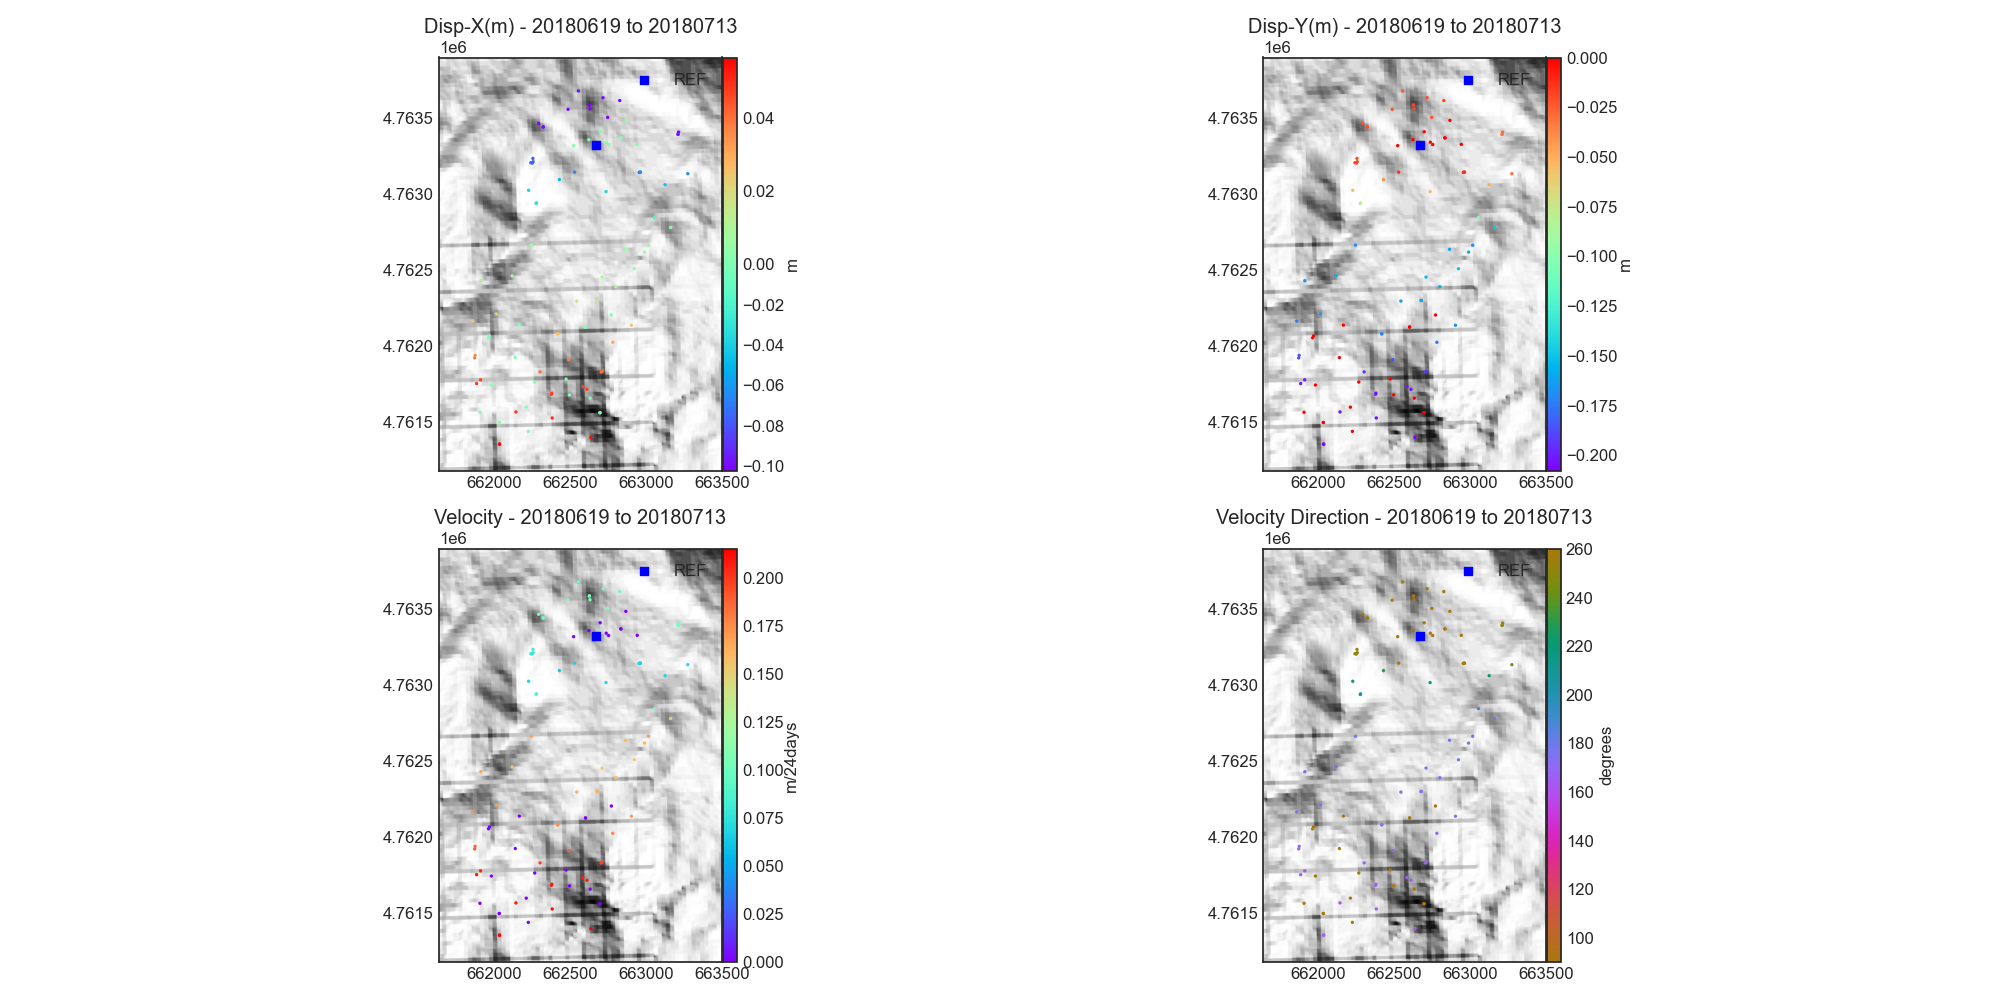 Disp-X(m) - 20180619 to 20180713
1e6
REF
4.7635
4.7630
4.7625
4.7620
4.7615
662000 662500 663000 663500
0.04
0.02
0.00
−0.02
−0.04
−0.06
−0.08
−0.10
m
Disp-Y(m) - 20180619 to 20180713
1e6
REF
4.7635
4.7630
4.7625
4.7620
4.7615
662000 662500 663000 663500
0.000
−0.025
−0.050
−0.075
−0.100
−0.125
−0.150
−0.175
−0.200
m
Velocity - 20180619 to 20180713
1e6
REF
4.7635
4.7630
4.7625
4.7620
4.7615
662000 662500 663000 663500
0.200
0.175
0.150
0.125
0.100
0.075
0.050
0.025
0.000
m/24days
Velocity Direction - 20180619 to 20180713
1e6
REF
4.7635
4.7630
4.7625
4.7620
4.7615
662000 662500 663000 663500
260
240
220
200
180
160
140
120
100
degrees